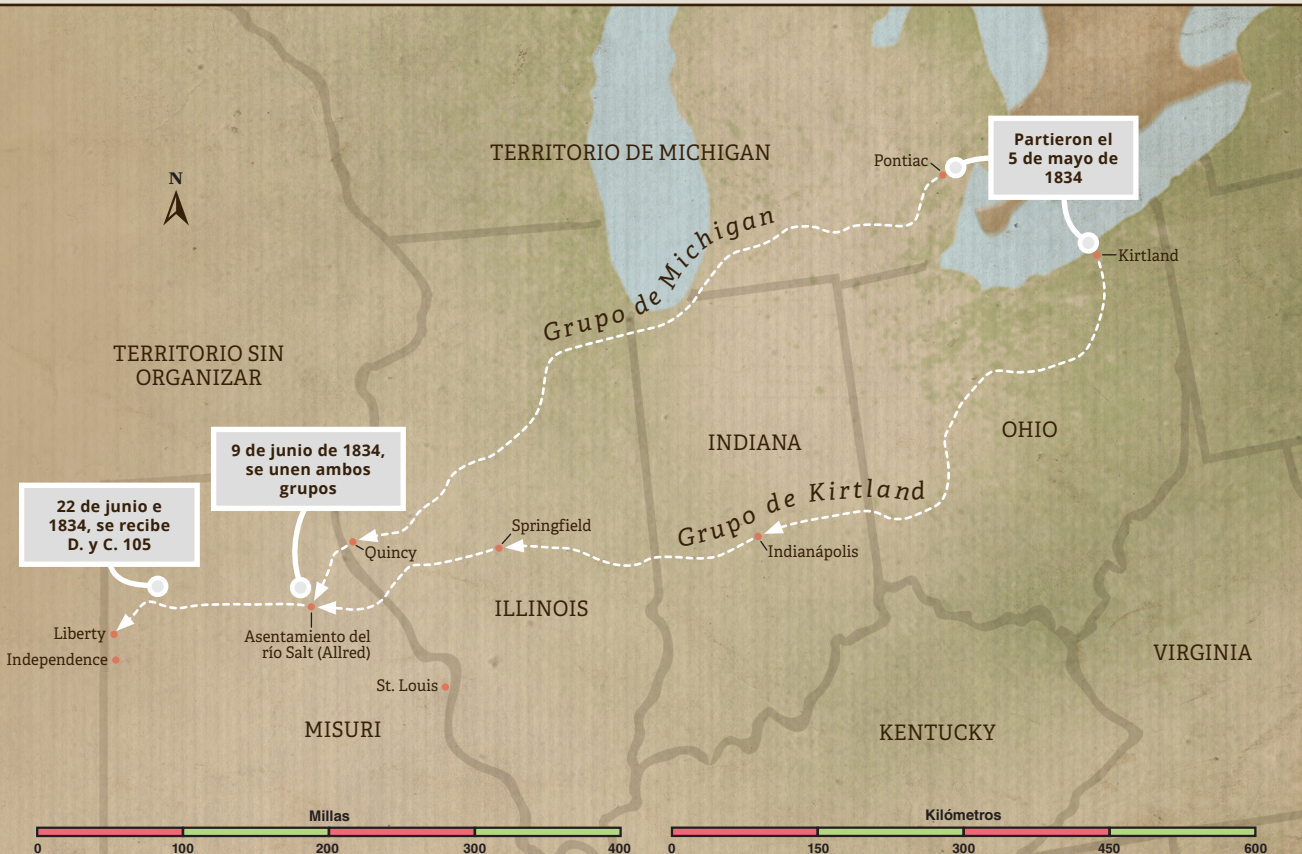 TERRITORIO DE MICHIGAN
Pontiac
Partieron el
5 de mayo de
1834
N
Kirtland
Grupo de Michigan
TERRITORIO SIN
ORGANIZAR
OHIO
INDIANA
9 de junio de 1834,
se unen ambos
grupos
Grupo de Kirtland
22 de junio e
1834, se recibe
D. y C. 105
Springfield
Quincy
Indianápolis
ILLINOIS
Liberty
Asentamiento del
río Salt (Allred)
Independence
VIRGINIA
St. Louis
MISURI
KENTUCKY
Millas
0 100 200 300 400
Kilómetros
0 150 300 450 600